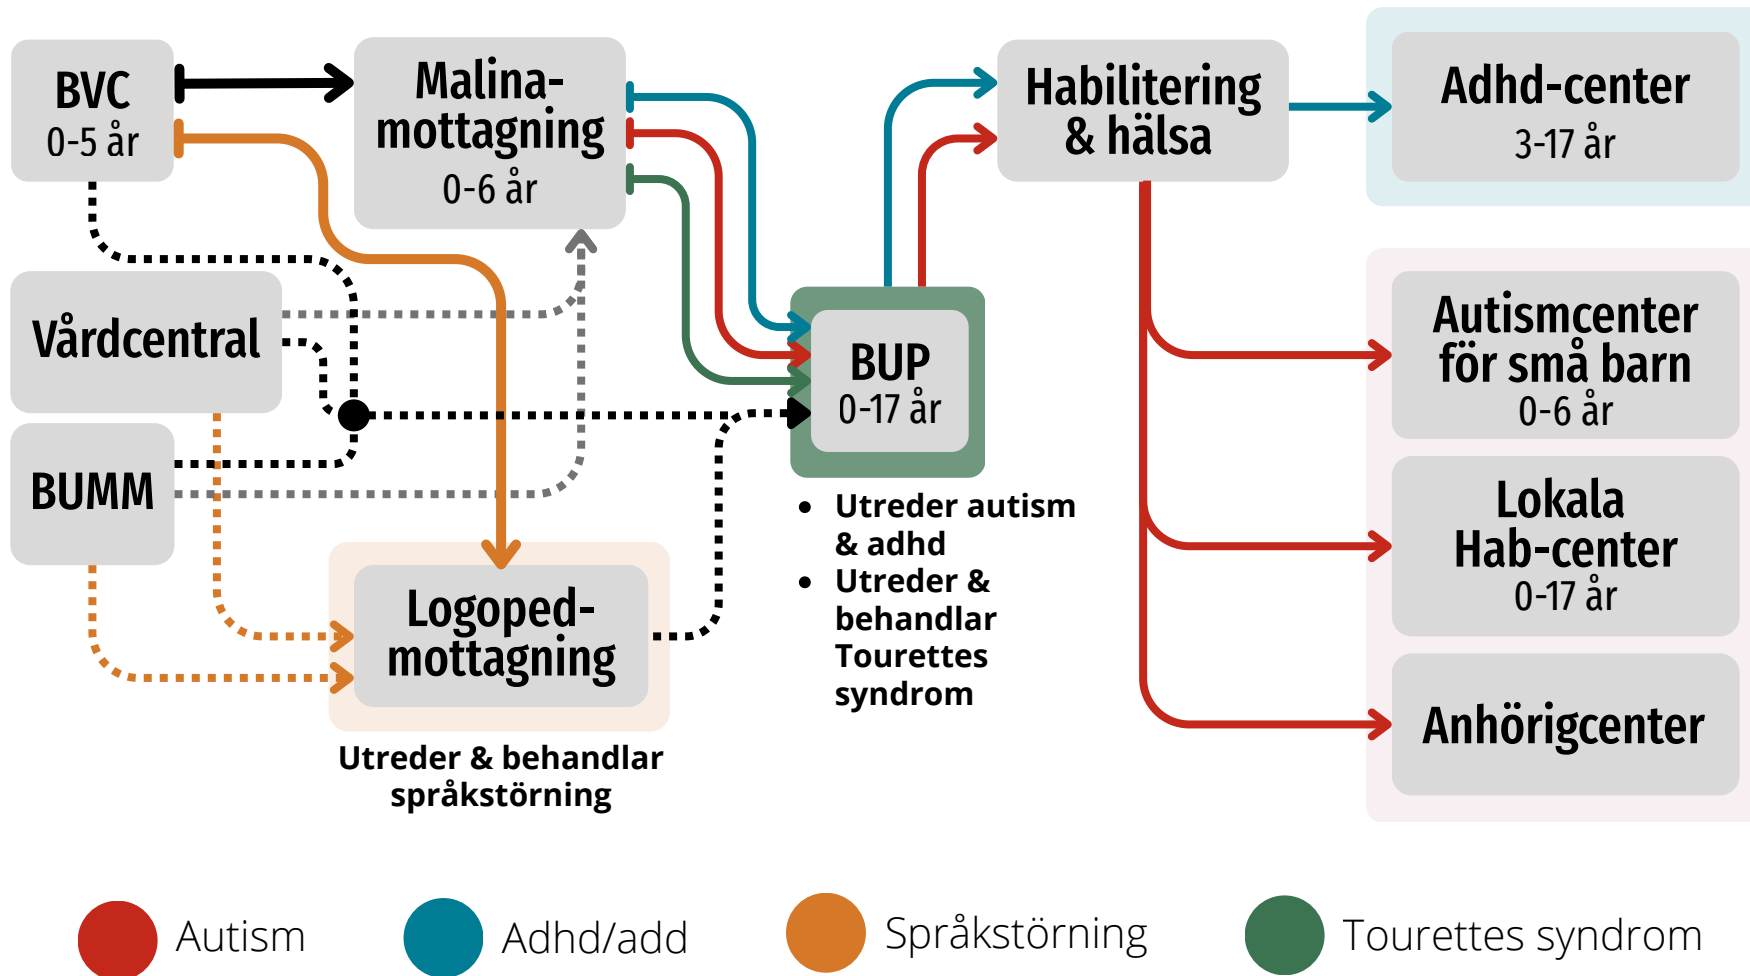 BVC
0-5 år
Malina-
mottagning
0-6 år
Habilitering
& hälsa
Adhd-center
3-17 år
Vårdcentral
BUMM
BUP
0-17 år
Autismcenter
för små barn
0-6 år
Lokala
Hab-center
0-17 år
Anhörigcenter
• Utreder autism
& adhd
• Utreder &
behandlar
Tourettes
syndrom
Logoped-
mottagning
Utreder & behandlar
språkstörning
Autism
Adhd/add
Språkstörning
Tourettes syndrom